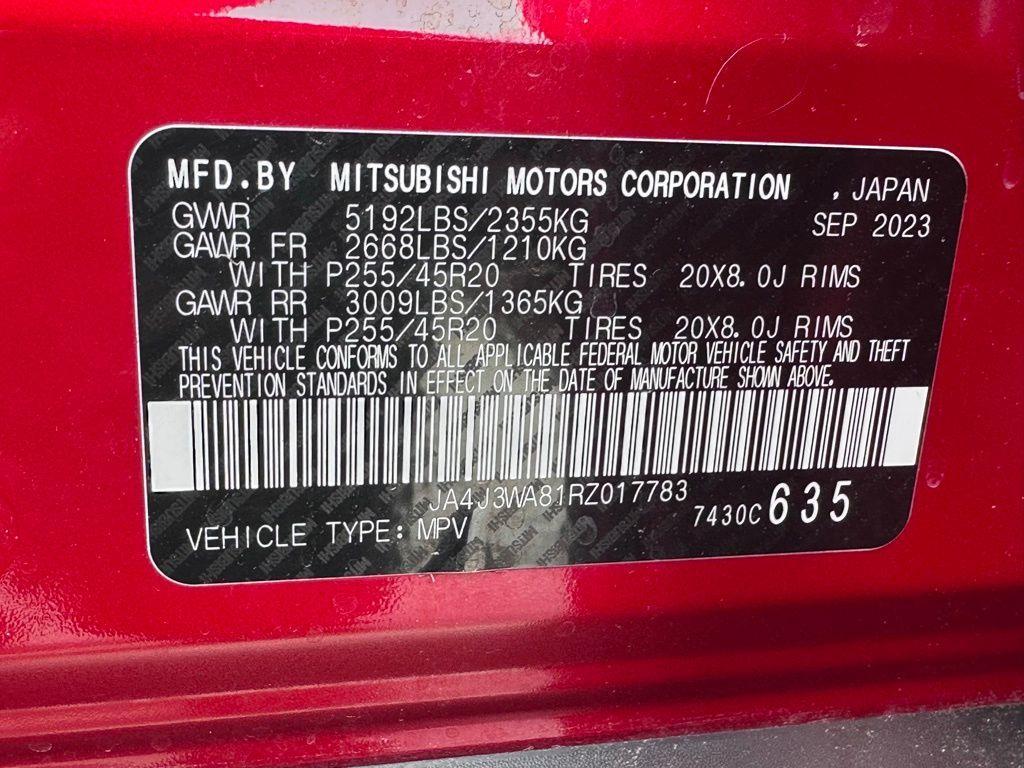 MFD.BY MITSUBISHI MOTORS CORPORATION , JAPAN
GVWR 5192LBS/2355KG SEP 2023
GAWR FR 2668LBS/1210KG
WITH P255/45R20 TIRES 20X8.0J RIMS
GAWR RR 3009LBS/1365KG
WITH P255/45R20 TIRES 20X8.0J RIMS
THIS VEHICLE CONFORMS TO ALL APPLICABLE FEDERAL MOTOR VEHICLE SAFETY AND THEFT
PREVENTION STANDARDS IN EFFECT ON THE DATE OF MANUFACTURE SHOWN ABOVE.
JA4J3WA81RZ017783
VEHICLE TYPE: MPV 7430C 635